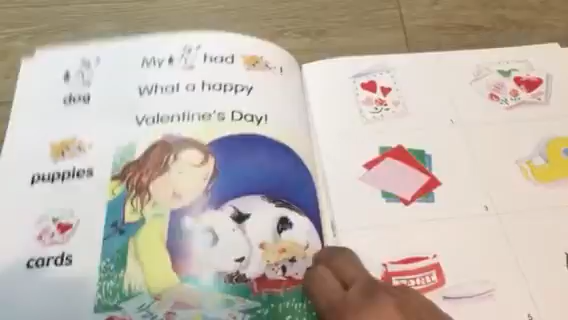 My had !
dog
What a happy
Valentine's Day!
puppies
cards